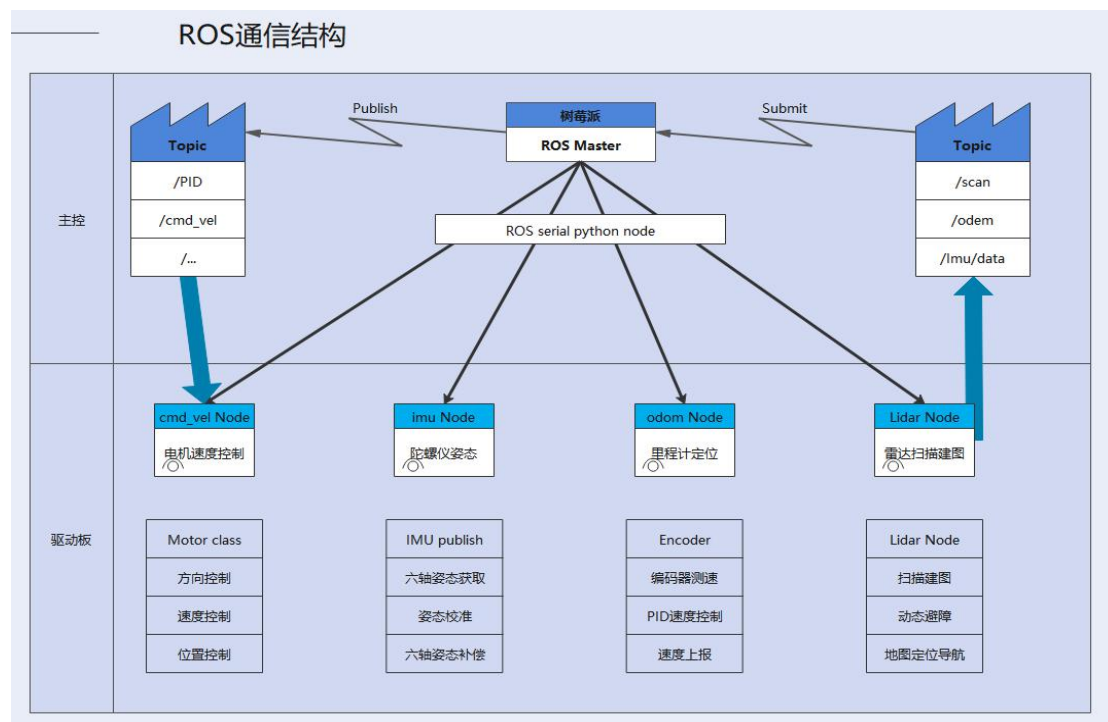 ROS通信结构
Publish
Submit
树莓派
ROS Master
Topic
/PID
/cmd_vel
/...
Topic
/scan
/odem
/Imu/data
主控
ROS serial python node
cmd_vel Node
电机速度控制
imu Node
陀螺仪姿态
odom Node
里程计定位
Lidar Node
雷达扫描建图
驱动板
Motor class
方向控制
速度控制
位置控制
IMU publish
六轴姿态获取
姿态校准
六轴姿态补偿
Encoder
编码器测速
PID速度控制
速度上报
Lidar Node
扫描建图
动态避障
地图定位导航